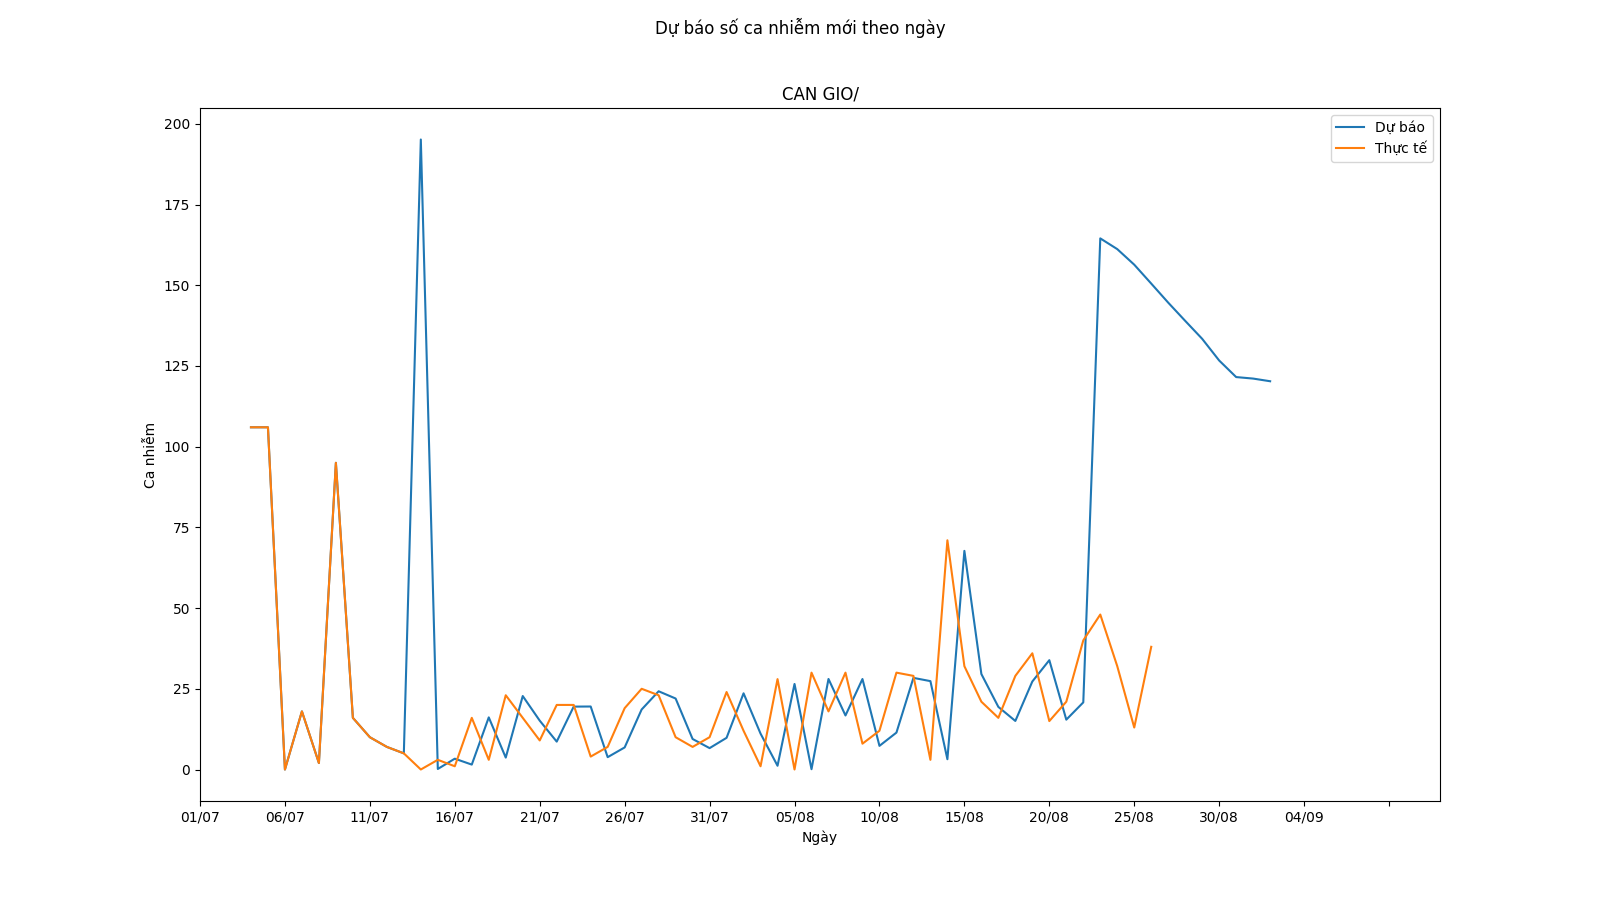 Dự báo số ca nhiễm mới theo ngày
CAN GIO/
Dự báo
Thực tế
Ca nhiễm
200
175
150
125
100
75
50
25
0
01/07 06/07 11/07 16/07 21/07 26/07 31/07 05/08 10/08 15/08 20/08 25/08 30/08 04/09
Ngày